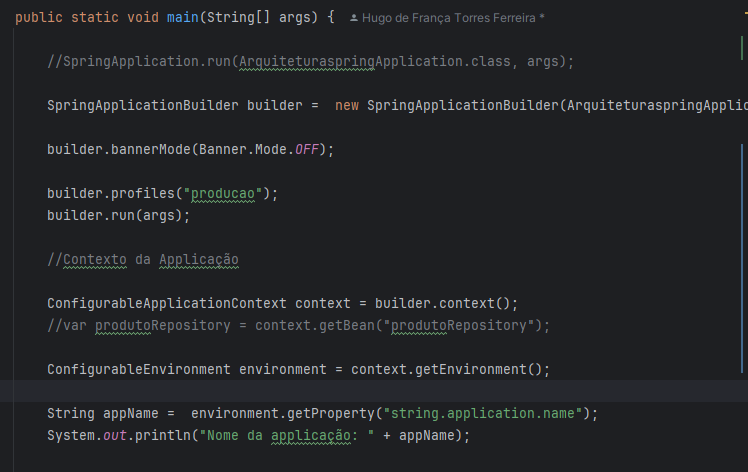 public static void main(String[] args) { Hugo de França Torres Ferreira *
//SpringApplication.run(ArquiteturaspringApplication.class, args);
SpringApplicationBuilder builder = new SpringApplicationBuilder(ArquiteturaspringApplic
builder.bannerMode(Banner.Mode.OFF);
builder.profiles("producao");
builder.run(args);
//Contexto da Applicação
ConfigurableApplicationContext context = builder.context();
//var produtoRepository = context.getBean("produtoRepository");
ConfigurableEnvironment environment = context.getEnvironment();
String appName = environment.getProperty("string.application.name");
System.out.println("Nome da applicação: " + appName);